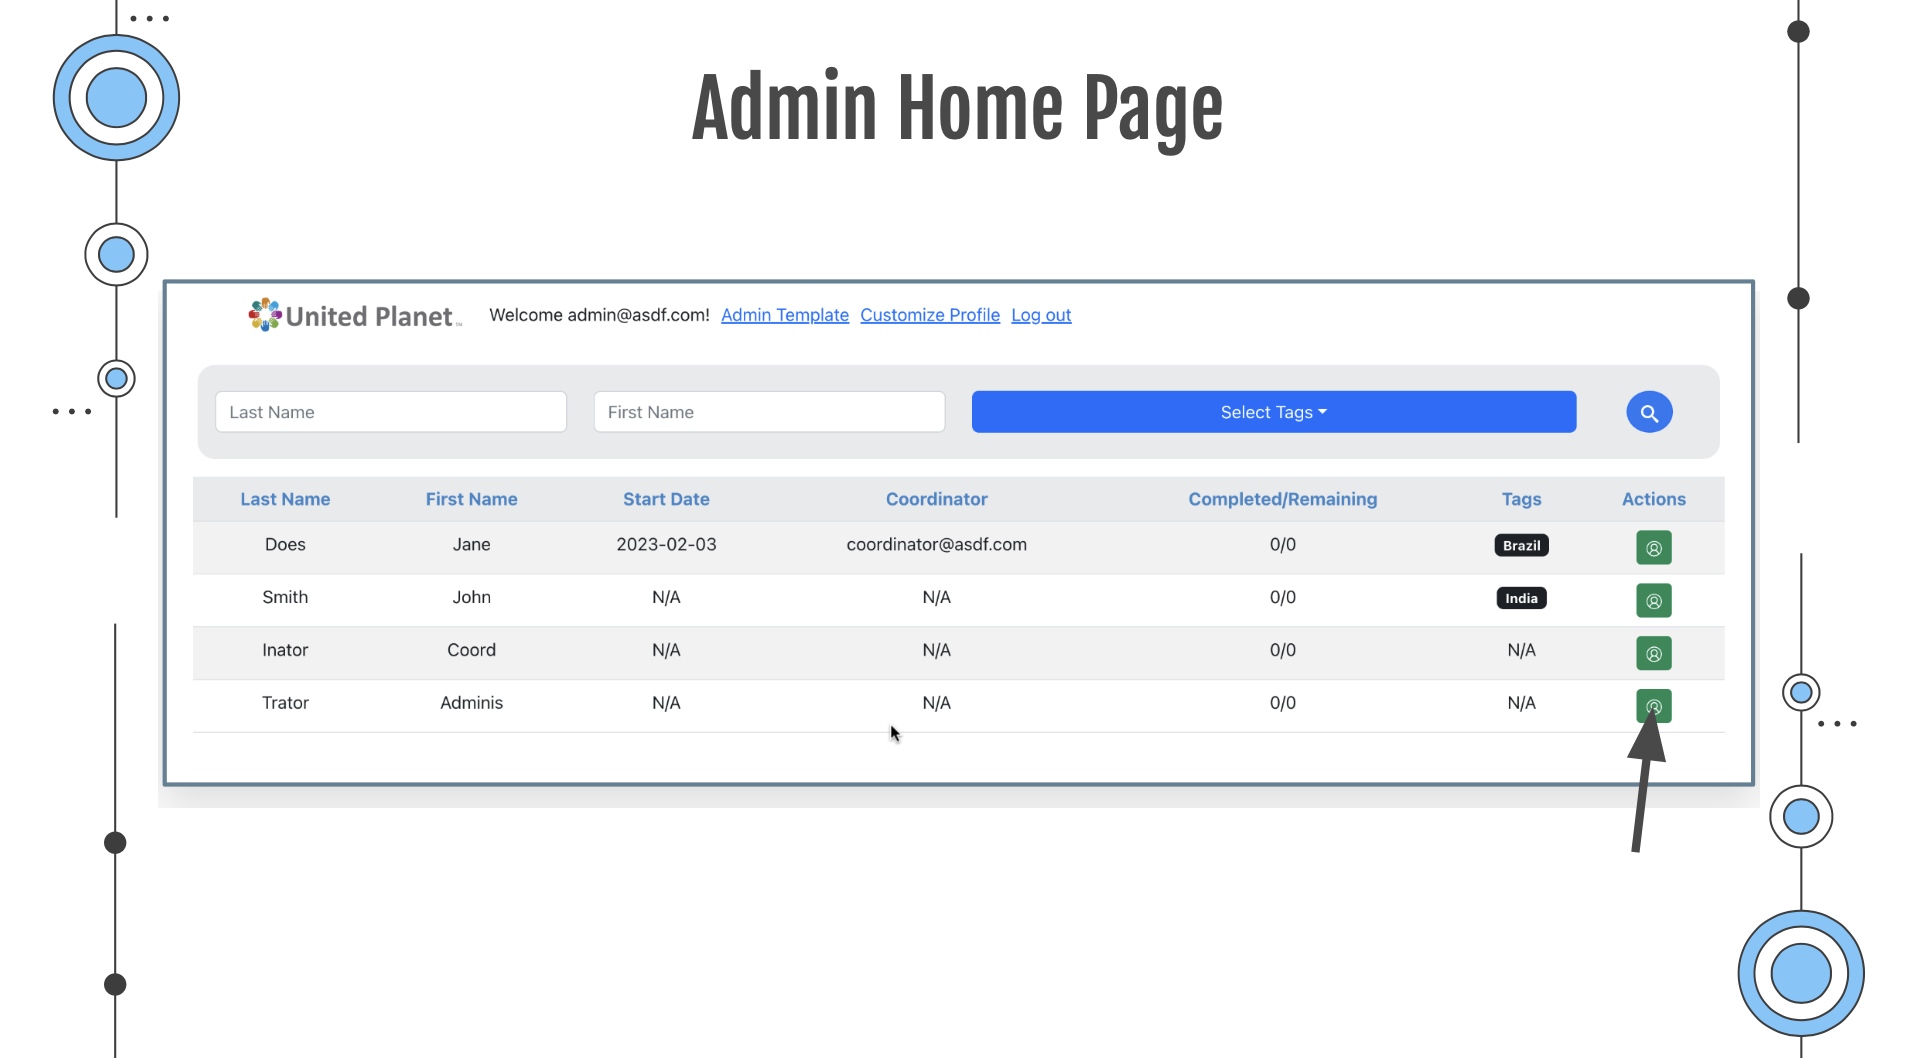 Admin Home Page
United Planet Welcome admin@asdf.com! Admin Template Customize Profile Log out
Last Name First Name Select Tags
Last Name First Name Start Date Coordinator Completed/Remaining Tags Actions
Does Jane 2023-02-03 coordinator@asdf.com 0/0 Brazil
Smith John N/A N/A 0/0 India
Inator Coord N/A N/A 0/0 N/A
Trator Adminis N/A N/A 0/0 N/A